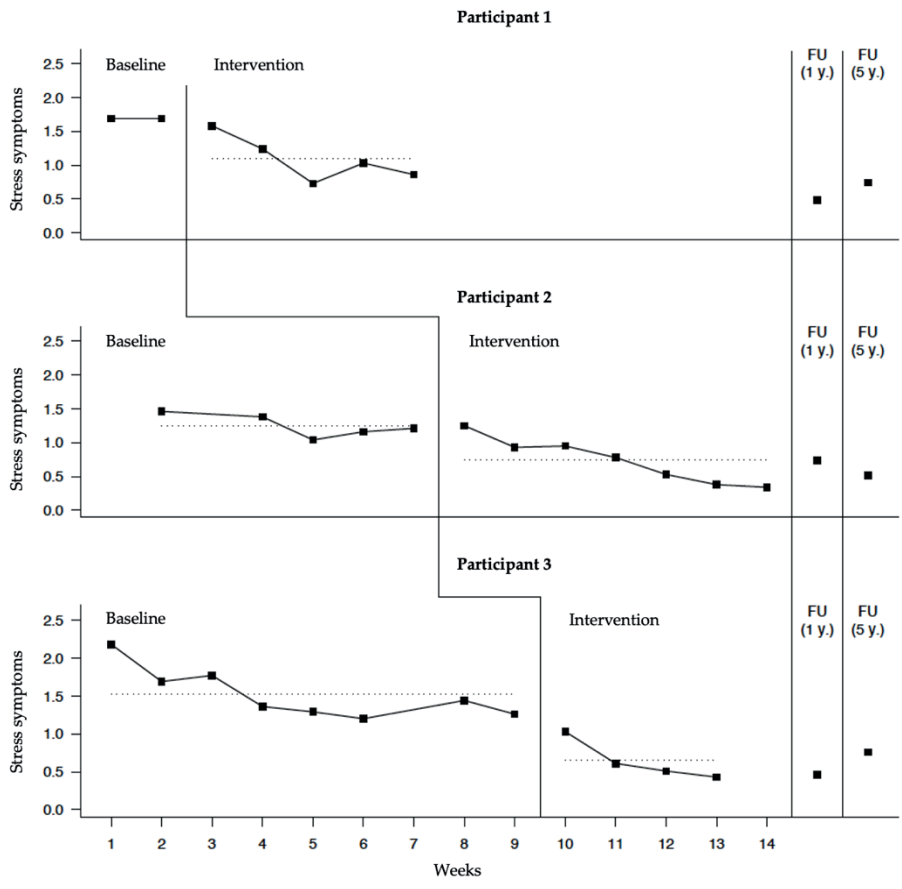 Participant 1
Baseline
Intervention
FU
(1 y.)
FU
(5 y.)
Stress symptoms
2.5
2.0
1.5
1.0
0.5
0.0
Participant 2
Baseline
Intervention
FU
(1 y.)
FU
(5 y.)
Stress symptoms
2.5
2.0
1.5
1.0
0.5
0.0
Participant 3
Baseline
Intervention
FU
(1 y.)
FU
(5 y.)
Stress symptoms
2.5
2.0
1.5
1.0
0.5
0.0
1 2 3 4 5 6 7 8 9 10 11 12 13 14
Weeks